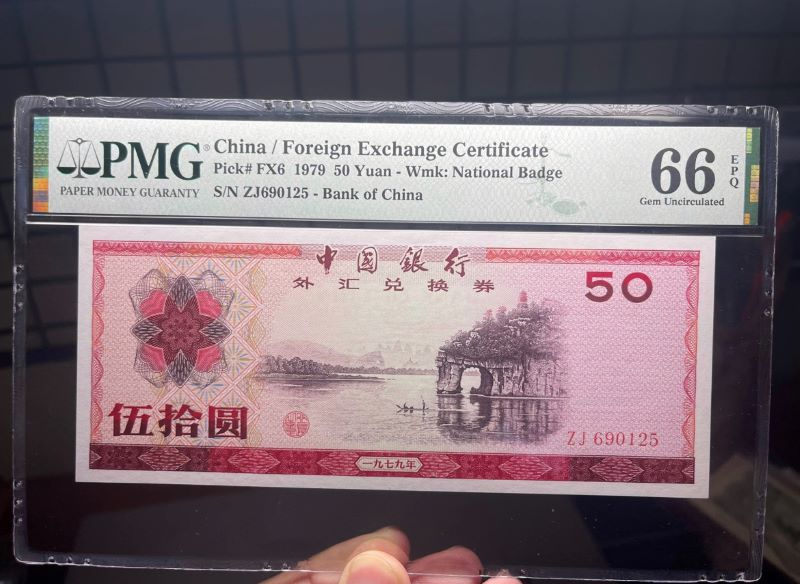 PMG
PAPER MONEY GUARANTY
China / Foreign Exchange Certificate
Pick# FX6 1979 50 Yuan - Wmk: National Badge
S/N ZJ690125 - Bank of China
66
EPQ
Gem Uncirculated
中國銀行
外汇兑换券
50
伍拾圆
ZJ 690125
一九七九年